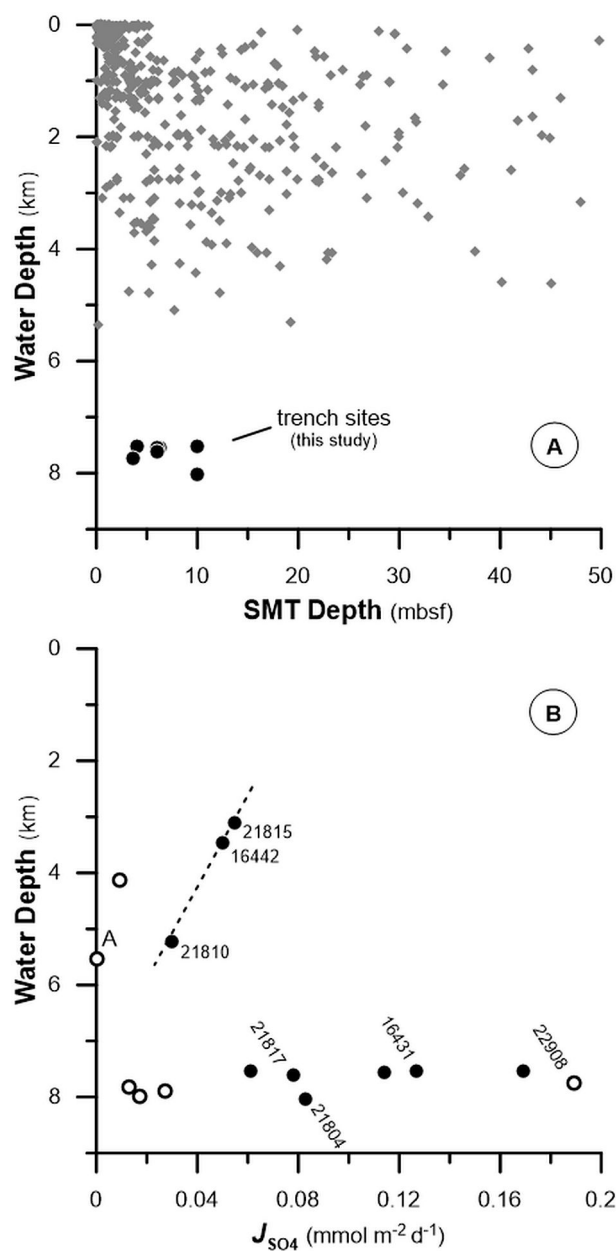 0
2
4
6
8
Water Depth (km)
trench sites
(this study)
A
0 10 20 30 40 50
SMT Depth (mbsf)
0
2
4
6
8
Water Depth (km)
B
21815
16442
A
21810
21817
16431
22908
21804
0 0.04 0.08 0.12 0.16 0.2
J_SO4 (mmol m⁻² d⁻¹)